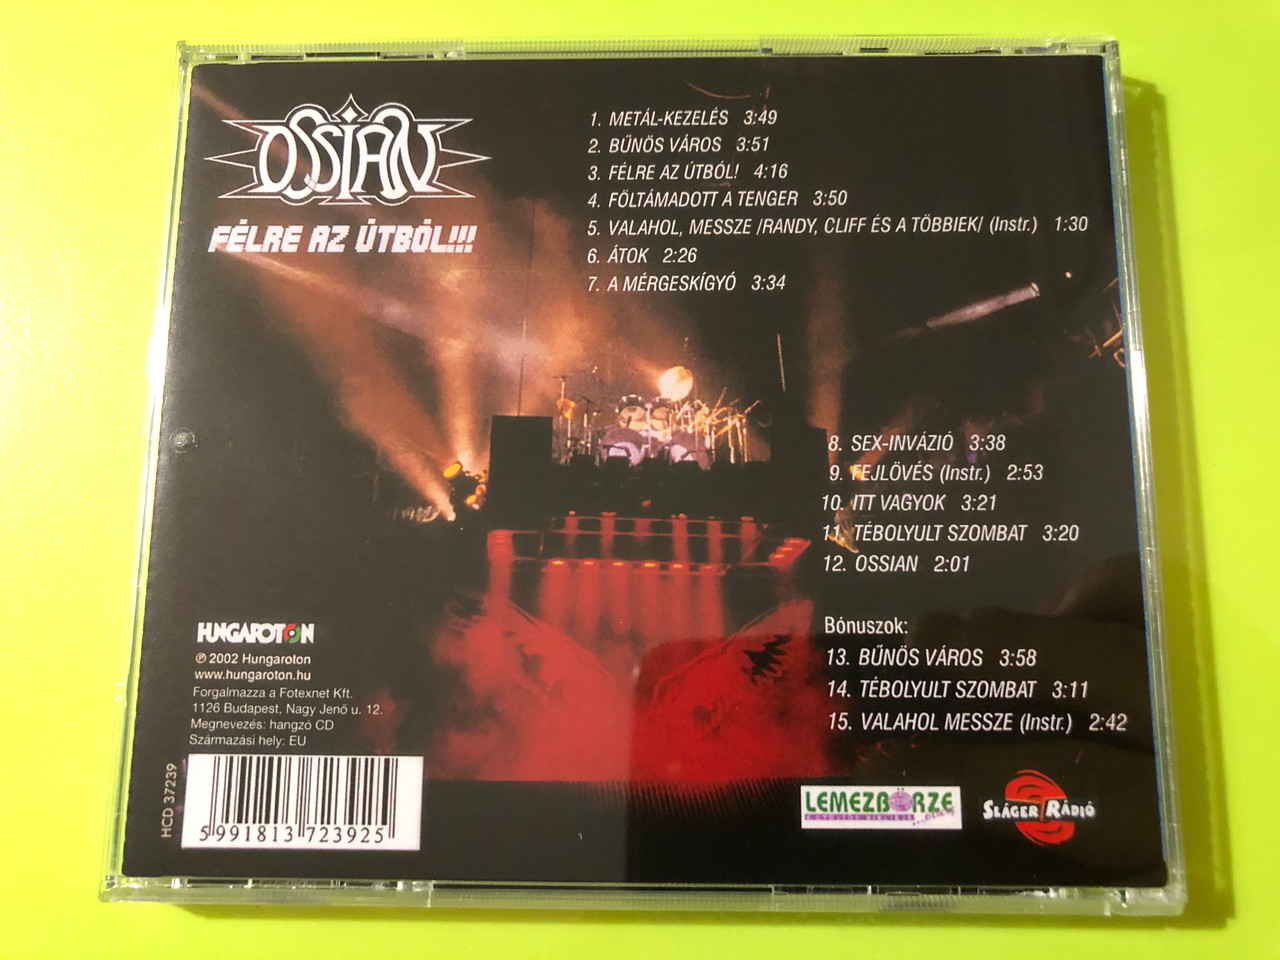 OSSIAN
FÉLRE AZ ÚTBÓL!!!
1. METÁL-KEZELÉS 3:49
2. BŰNÖS VÁROS 3:51
3. FÉLRE AZ ÚTBÓL! 4:16
4. FÖLTÁMADOTT A TENGER 3:50
5. VALAHOL, MESSZE /RANDY, CLIFF ÉS A TÖBBIEK/ (Instr.) 1:30
6. ÁTOK 2:26
7. A MÉRGESKÍGYÓ 3:34
8. SEX-INVÁZIÓ 3:38
9. FEJLÖVÉS (Instr.) 2:53
10. ITT VAGYOK 3:21
11. TÉBOLYULT SZOMBAT 3:20
12. OSSIAN 2:01
Bónuszok:
13. BŰNÖS VÁROS 3:58
14. TÉBOLYULT SZOMBAT 3:11
15. VALAHOL MESSZE (Instr.) 2:42
HUNGAROTON
℗ 2002 Hungaroton
www.hungaroton.hu
Forgalmazza a Fotexnet Kft.
1126 Budapest, Nagy Jenő u. 12.
Megnevezés: hangzó CD
Származási hely: EU
HCD 37239
5 991813 723925
LEMEZBÖRZE
A GYŰJTŐK BIBLIÁJA
SLÁGER RÁDIÓ